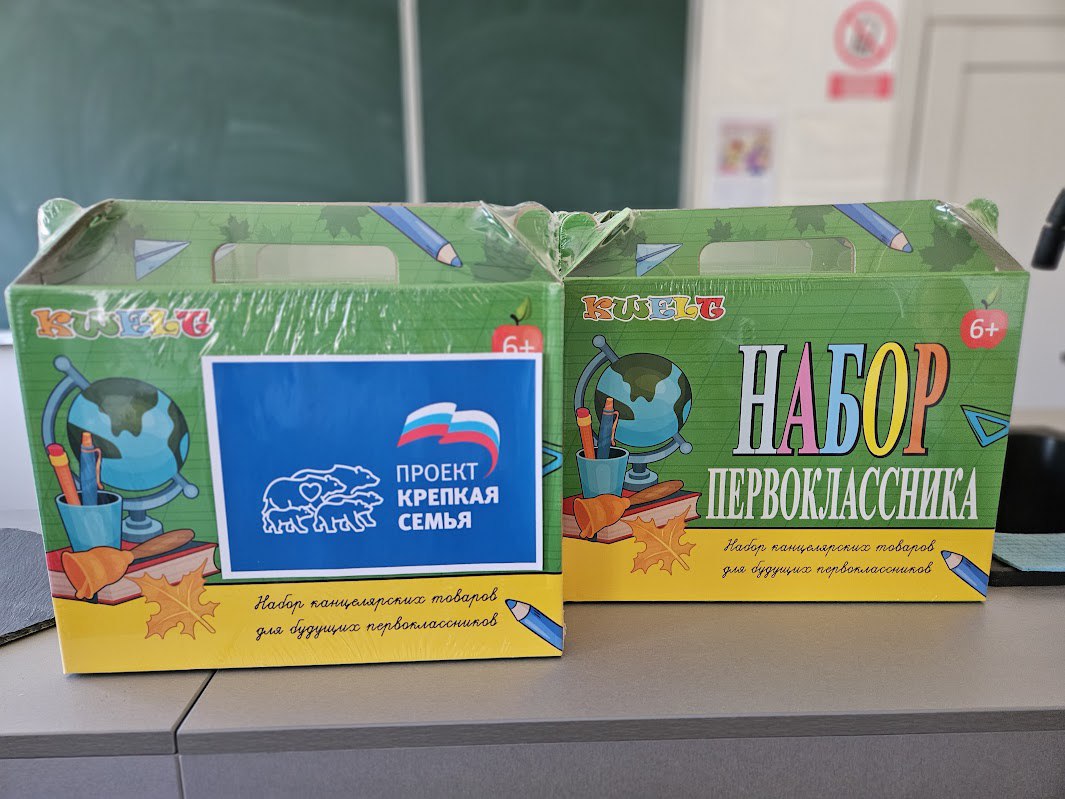 KWELT
6+
ПРОЕКТ
КРЕПКАЯ
СЕМЬЯ
Набор канцелярских товаров
для будущих первоклассников
KWELT
6+
НАБОР
ПЕРВОКЛАССНИКА
Набор канцелярских товаров
для будущих первоклассников